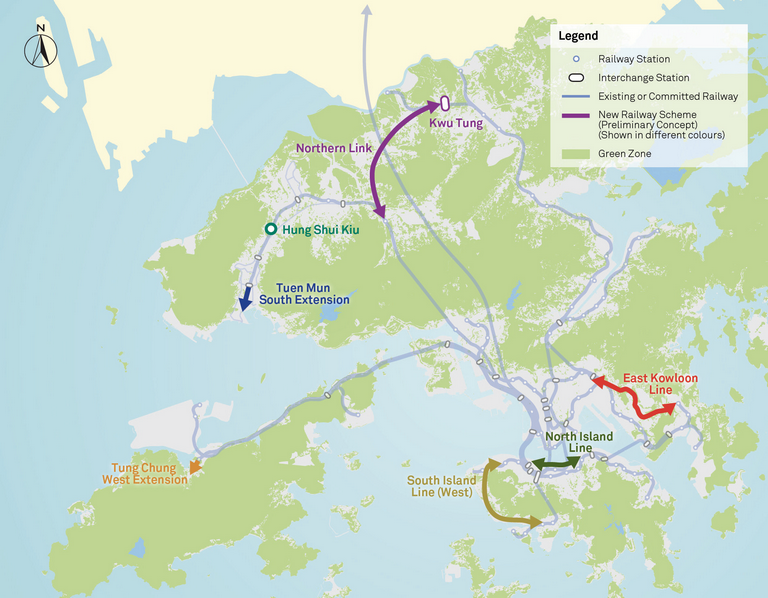 N
Legend
Railway Station
Interchange Station
Existing or Committed Railway
New Railway Scheme
(Preliminary Concept)
(Shown in different colours)
Green Zone
Kwu Tung
Northern Link
Hung Shui Kiu
Tuen Mun
South Extension
East Kowloon
Line
North Island
Line
Tung Chung
West Extension
South Island
Line (West)